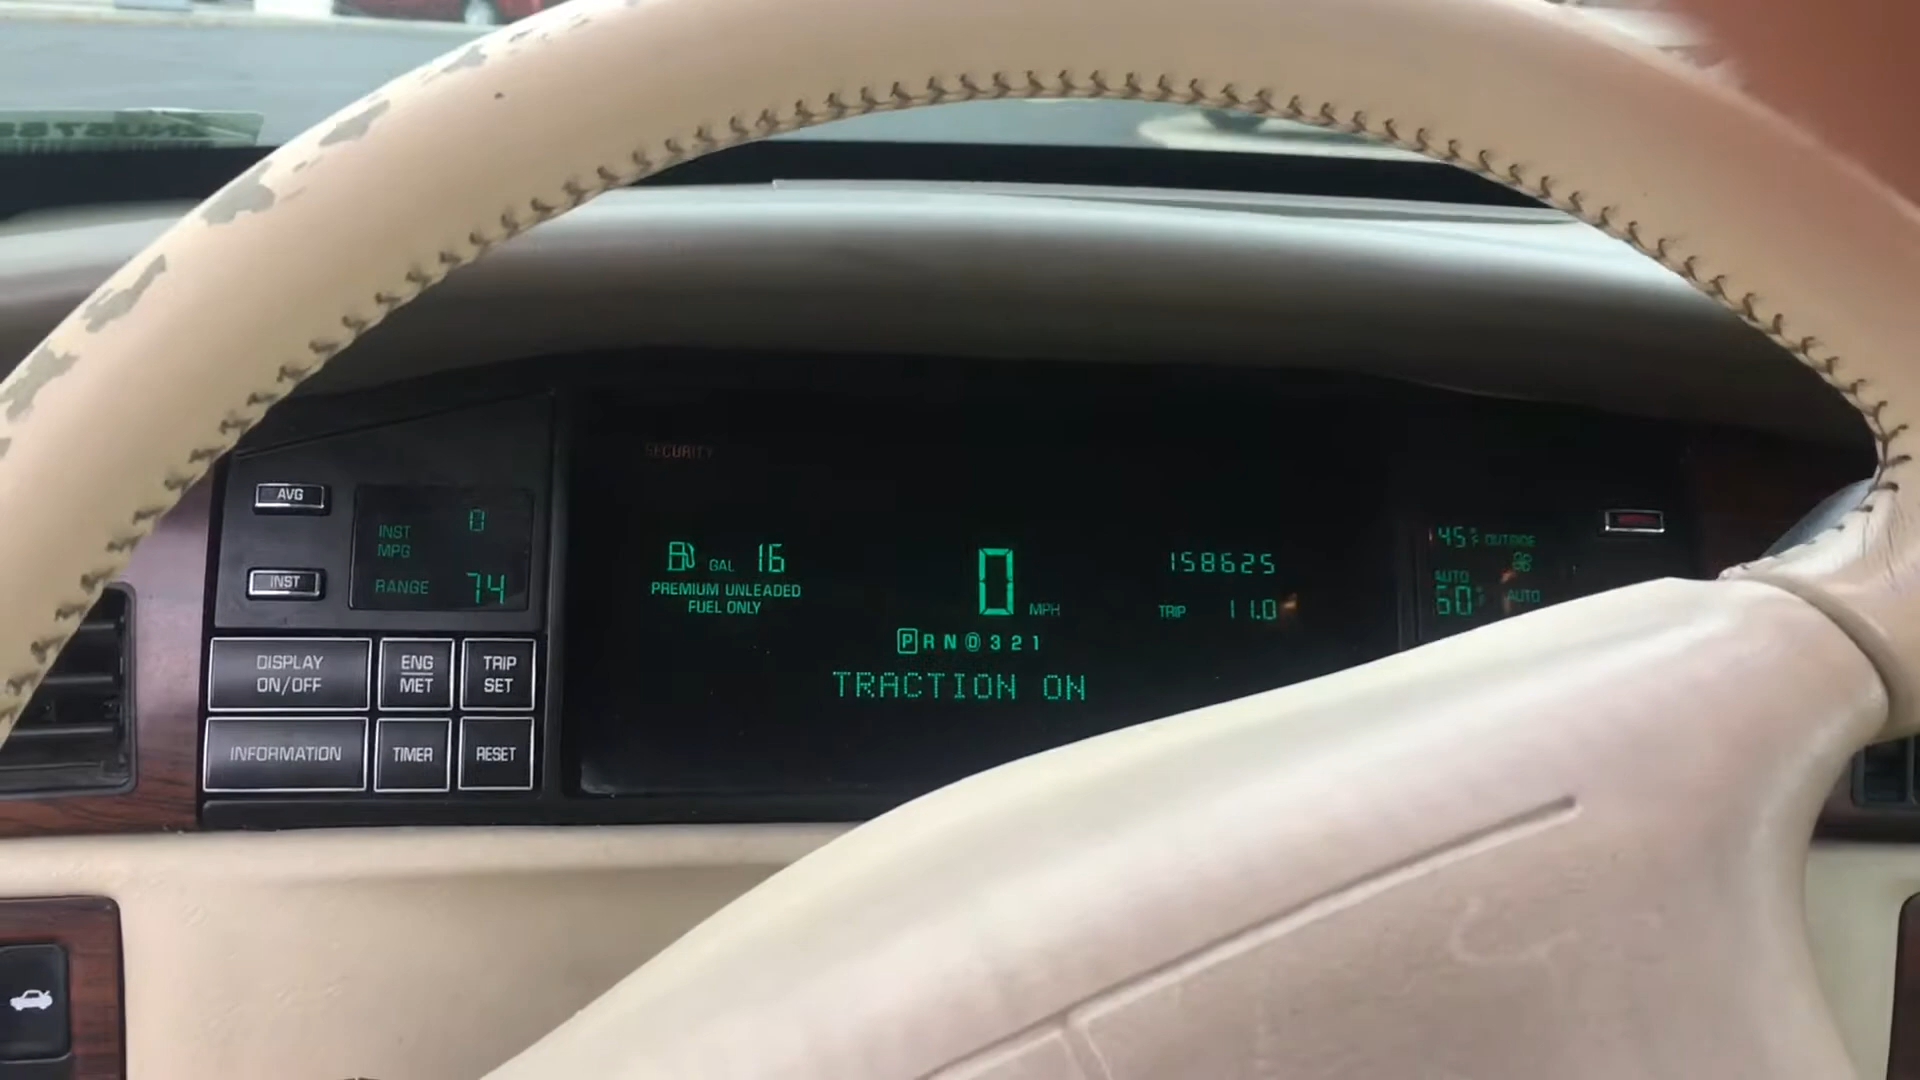 SECURITY
AVG
INST MPG 0
RANGE 74
INST
DISPLAY ON/OFF
ENG MET
TRIP SET
INFORMATION
TIMER
RESET
GAL 16
PREMIUM UNLEADED
FUEL ONLY
0 MPH
P R N D 3 2 1
TRACTION ON
158625
TRIP 11.0
45°F OUTSIDE
AUTO
60°F AUTO